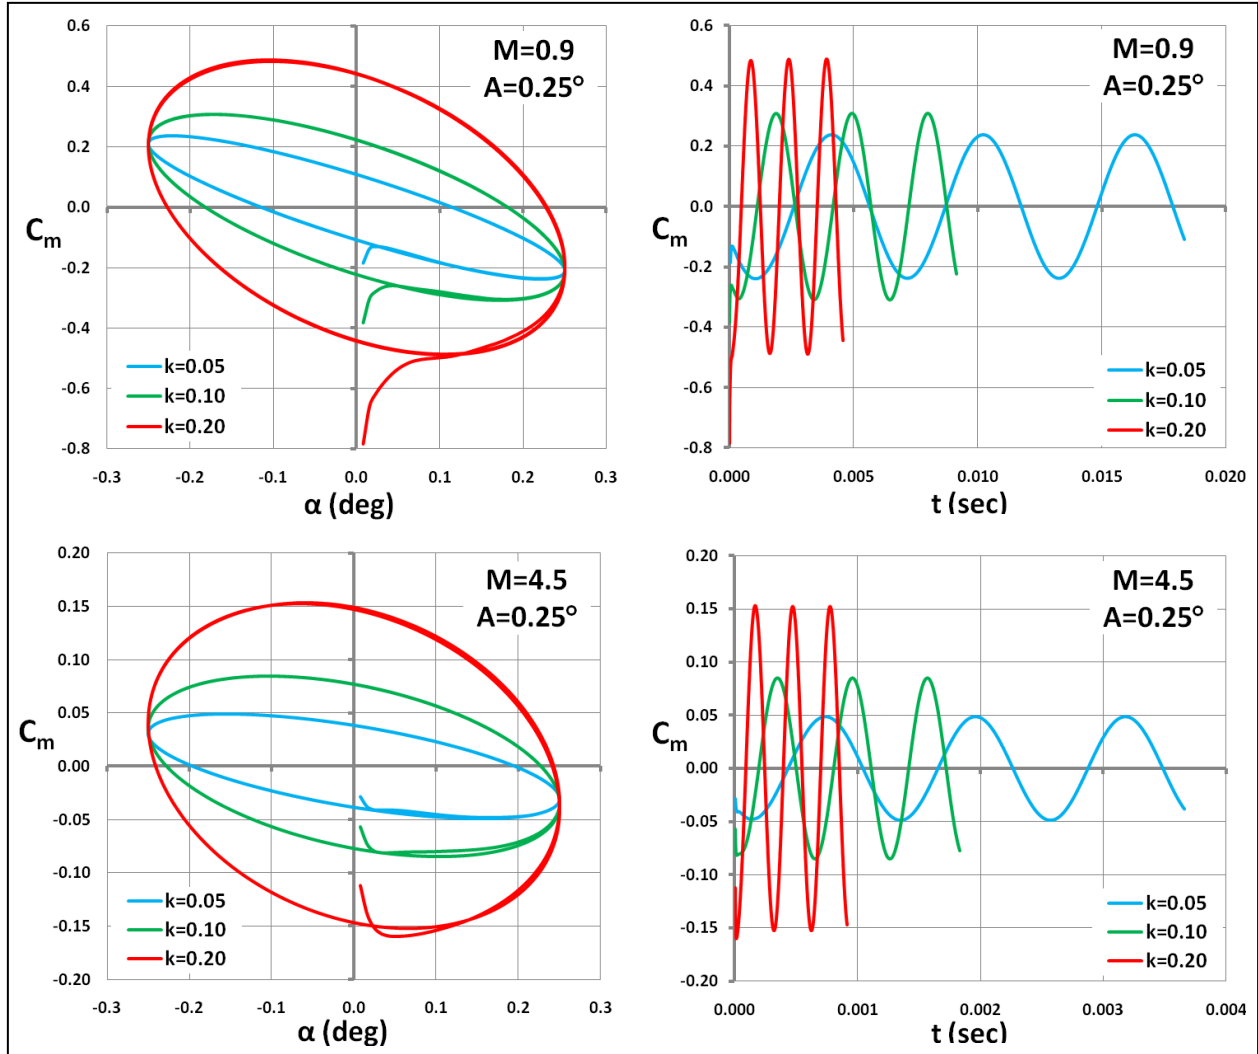 0.6
0.4
0.2
0.0
-0.2
-0.4
-0.6
-0.8
Cm
M=0.9
A=0.25°
k=0.05
k=0.10
k=0.20
-0.3 -0.2 -0.1 0.0 0.1 0.2 0.3
α (deg)
0.6
0.4
0.2
0.0
-0.2
-0.4
-0.6
-0.8
Cm
M=0.9
A=0.25°
k=0.05
k=0.10
k=0.20
0.000 0.005 0.010 0.015 0.020
t (sec)
0.20
0.15
0.10
0.05
0.00
-0.05
-0.10
-0.15
-0.20
Cm
M=4.5
A=0.25°
k=0.05
k=0.10
k=0.20
-0.3 -0.2 -0.1 0.0 0.1 0.2 0.3
α (deg)
0.20
0.15
0.10
0.05
0.00
-0.05
-0.10
-0.15
-0.20
Cm
M=4.5
A=0.25°
k=0.05
k=0.10
k=0.20
0.000 0.001 0.002 0.003 0.004
t (sec)